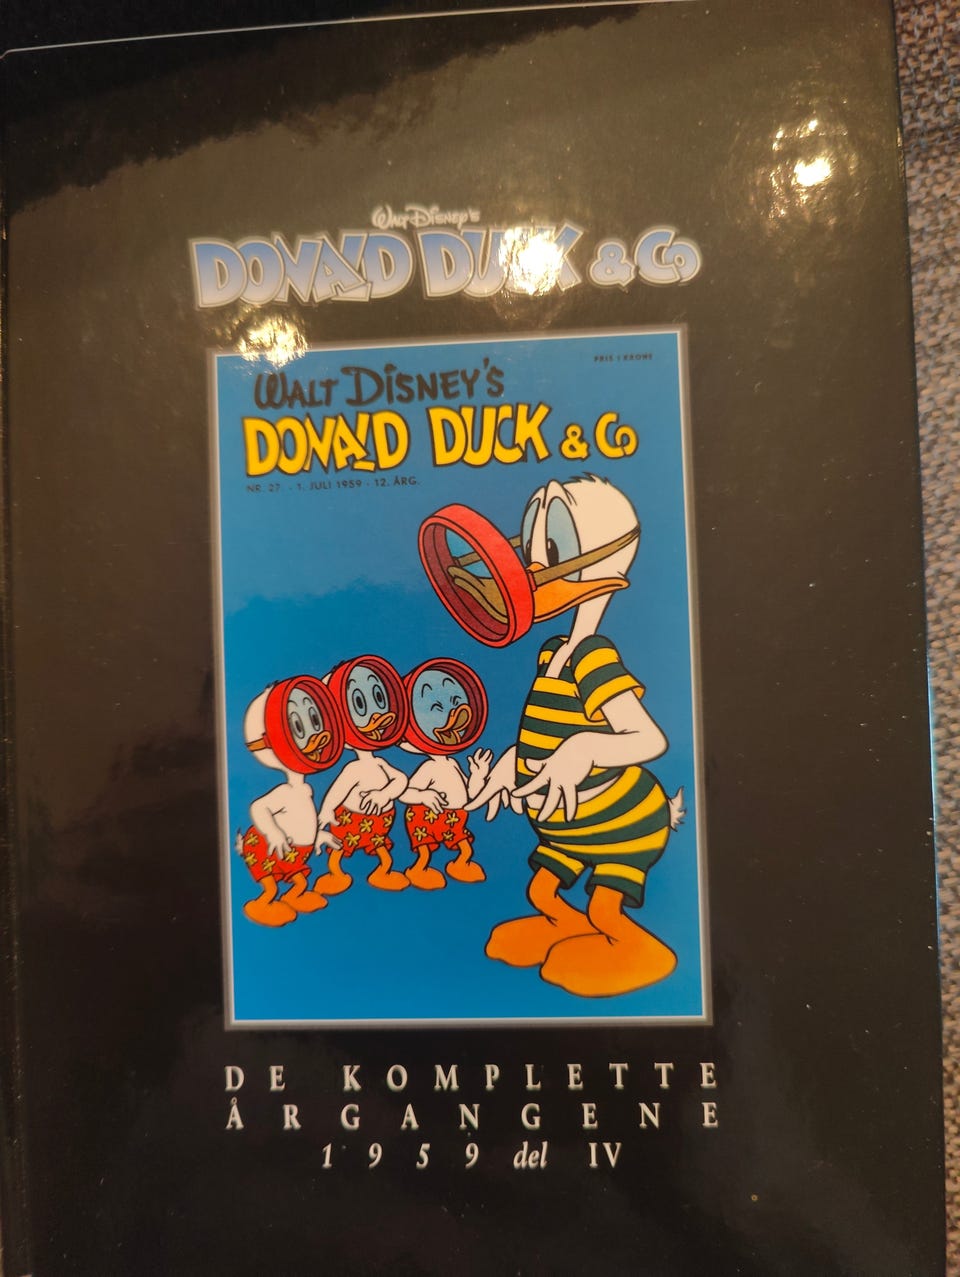 Walt Disney's
DONALD DUCK & Co
PRIS 1 KRONE
WALT DISNEY'S
DONALD DUCK & Co
NR. 27. - 1. JULI 1959 - 12. ÅRG.
DE KOMPLETTE
ÅRGANGENE
1959 del IV